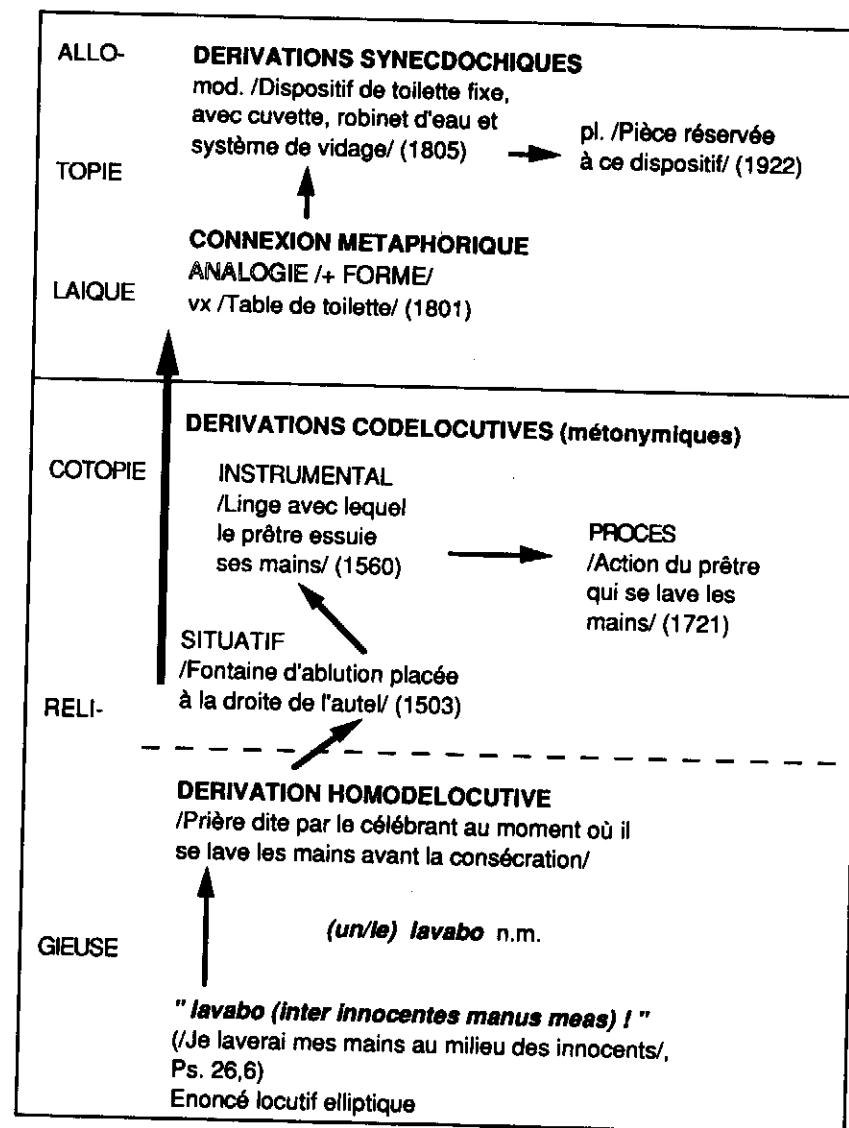 ALLO-
DERIVATIONS SYNECDOCHIQUES
mod. /Dispositif de toilette fixe,
avec cuvette, robinet d'eau et
système de vidage/ (1805)
pl. /Pièce réservée
à ce dispositif/ (1922)
TOPIE
CONNEXION METAPHORIQUE
ANALOGIE /+ FORME/
LAIQUE
vx /Table de toilette/ (1801)
DERIVATIONS CODELOCUTIVES (métonymiques)
COTOPIE
INSTRUMENTAL
/Linge avec lequel
le prêtre essuie
ses mains/ (1560)
PROCES
/Action du prêtre
qui se lave les
mains/ (1721)
SITUATIF
/Fontaine d'ablution placée
à la droite de l'autel/ (1503)
RELI-
DERIVATION HOMODELOCUTIVE
/Prière dite par le célébrant au moment où il
se lave les mains avant la consécration/
(un/le) lavabo n.m.
GIEUSE
" lavabo (inter innocentes manus meas) ! "
(/Je laverai mes mains au milieu des innocents/,
Ps. 26,6)
Enoncé locutif elliptique